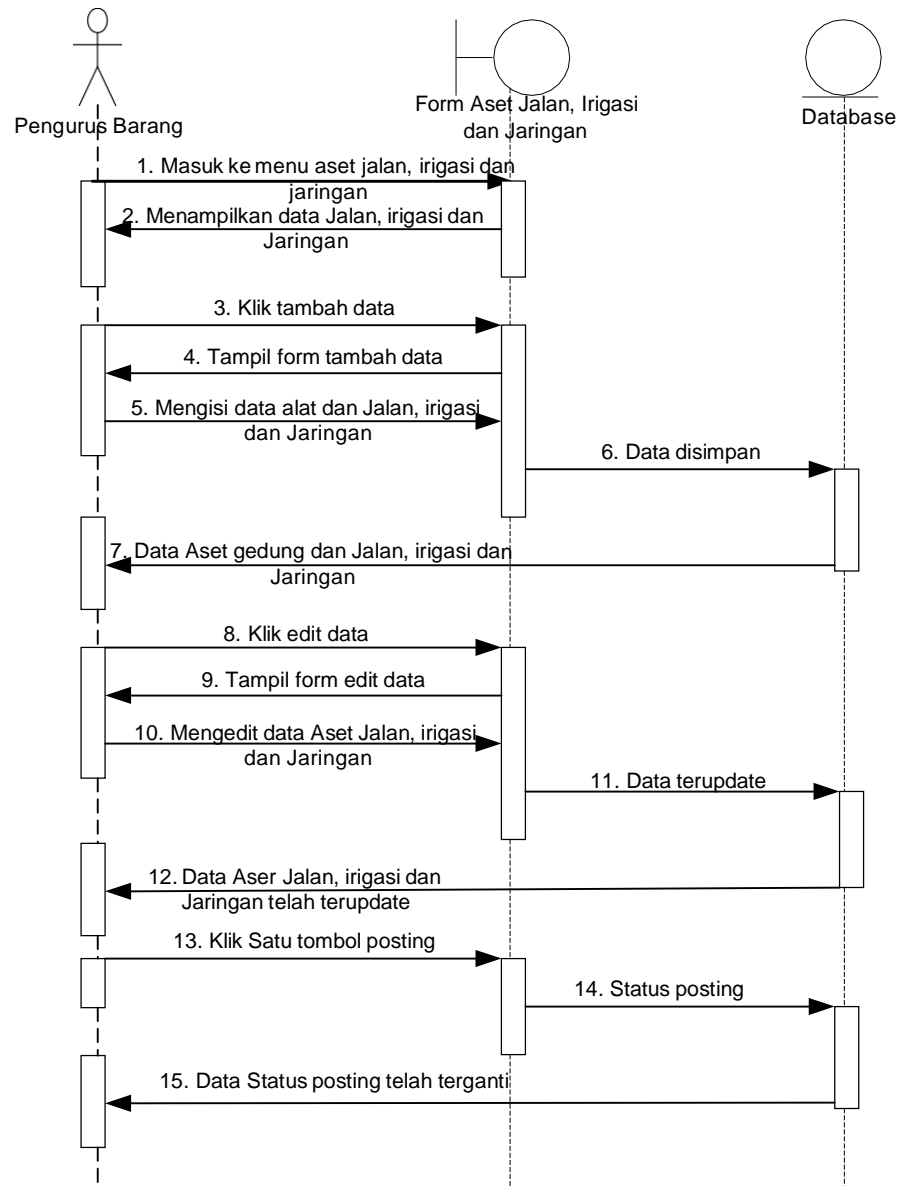 Pengurus Barang
Form Aset Jalan, Irigasi
dan Jaringan
Database
1. Masuk ke menu aset jalan, irigasi dan
jaringan
2. Menampilkan data Jalan, irigasi dan
Jaringan
3. Klik tambah data
4. Tampil form tambah data
5. Mengisi data alat dan Jalan, irigasi
dan Jaringan
6. Data disimpan
7. Data Aset gedung dan Jalan, irigasi dan
Jaringan
8. Klik edit data
9. Tampil form edit data
10. Mengedit data Aset Jalan, irigasi
dan Jaringan
11. Data terupdate
12. Data Aser Jalan, irigasi dan
Jaringan telah terupdate
13. Klik Satu tombol posting
14. Status posting
15. Data Status posting telah terganti